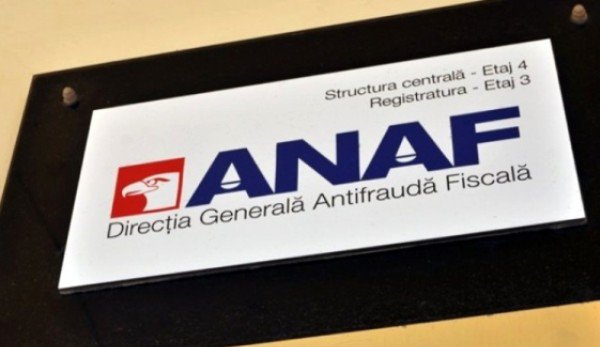 Structura centrală - Etaj 4
Registratura - Etaj 3
ANAF
Direcția Generală Antifraudă Fiscală